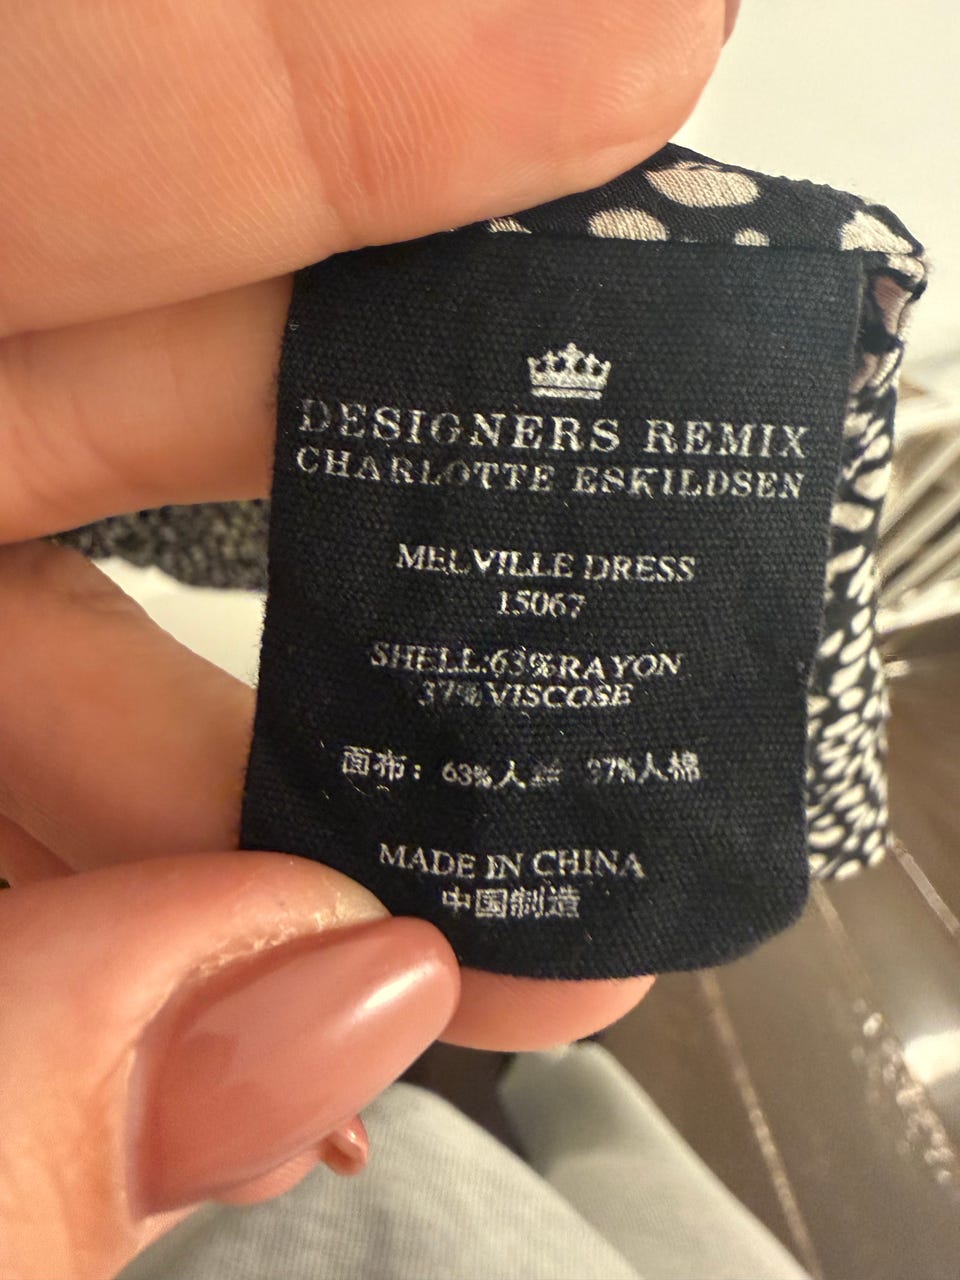 DESIGNERS REMIX
CHARLOTTE ESKILDSEN
MELVILLE DRESS
15067
SHELL:63%RAYON
37%VISCOSE
面布：63%人丝 37%人棉
MADE IN CHINA
中国制造